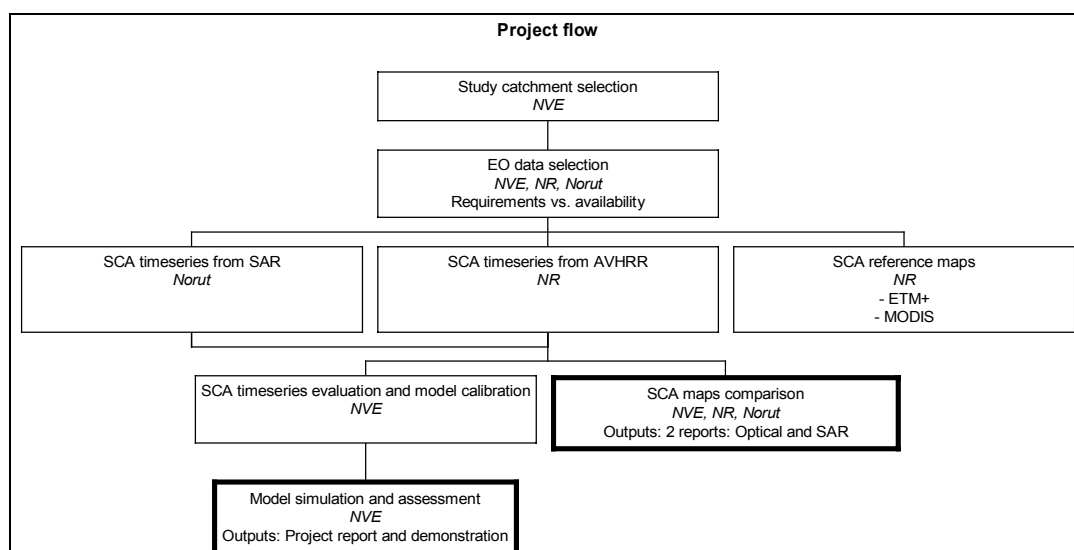 Project flow
Study catchment selection
NVE
EO data selection
NVE, NR, Norut
Requirements vs. availability
SCA timeseries from SAR
Norut
SCA timeseries from AVHRR
NR
SCA reference maps
NR
- ETM+
- MODIS
SCA timeseries evaluation and model calibration
NVE
SCA maps comparison
NVE, NR, Norut
Outputs: 2 reports: Optical and SAR
Model simulation and assessment
NVE
Outputs: Project report and demonstration